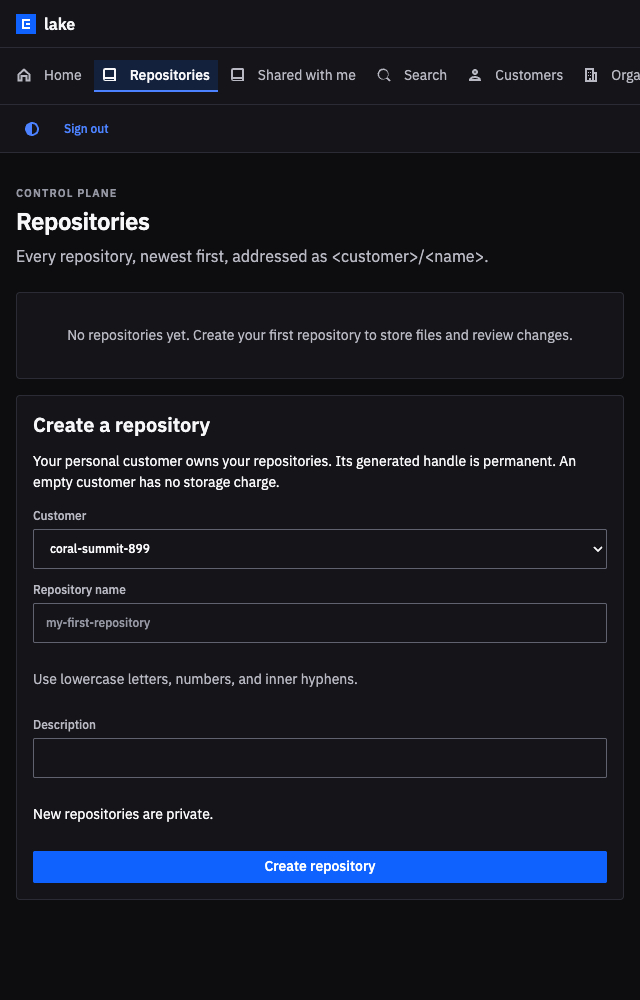 lake
Home
Repositories
Shared with me
Search
Customers
Orga
Sign out
CONTROL PLANE
Repositories
Every repository, newest first, addressed as <customer>/<name>.
No repositories yet. Create your first repository to store files and review changes.
Create a repository
Your personal customer owns your repositories. Its generated handle is permanent. An
empty customer has no storage charge.
Customer
coral-summit-899
Repository name
my-first-repository
Use lowercase letters, numbers, and inner hyphens.
Description
New repositories are private.
Create repository